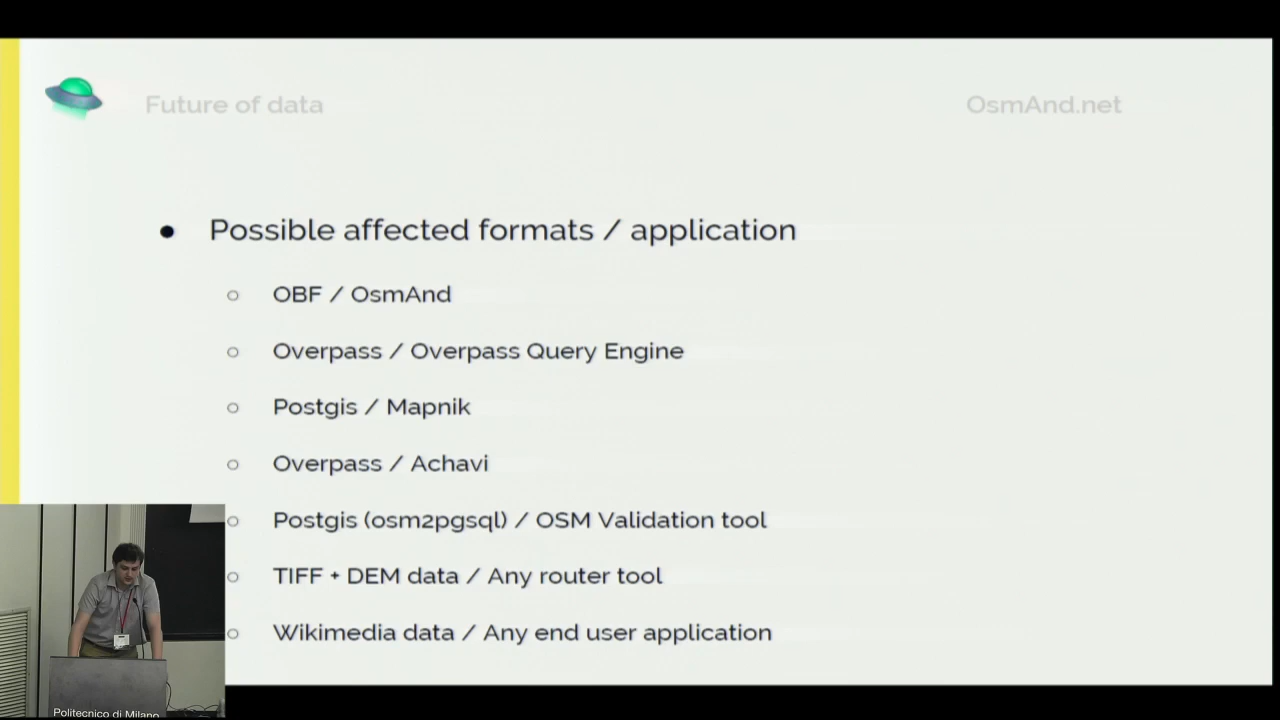 Future of data
OsmAnd.net
● Possible affected formats / application
○ OBF / OsmAnd
○ Overpass / Overpass Query Engine
○ Postgis / Mapnik
○ Overpass / Achavi
○ Postgis (osm2pgsql) / OSM Validation tool
○ TIFF + DEM data / Any router tool
○ Wikimedia data / Any end user application
Politecnico di Milano